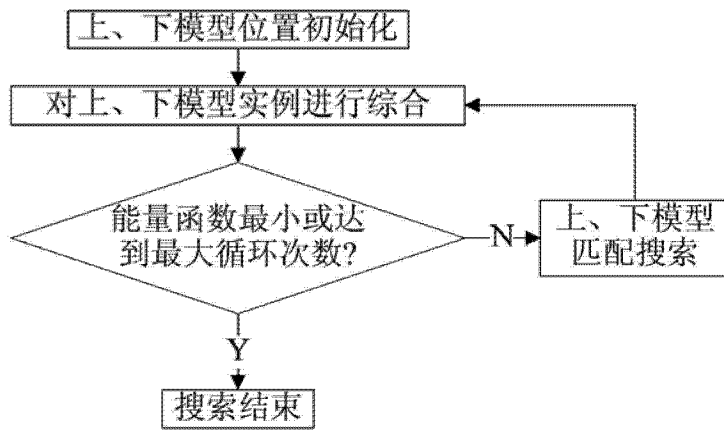 上、下模型位置初始化
对上、下模型实例进行综合
能量函数最小或达
到最大循环次数?
N
上、下模型
匹配搜索
Y
搜索结束